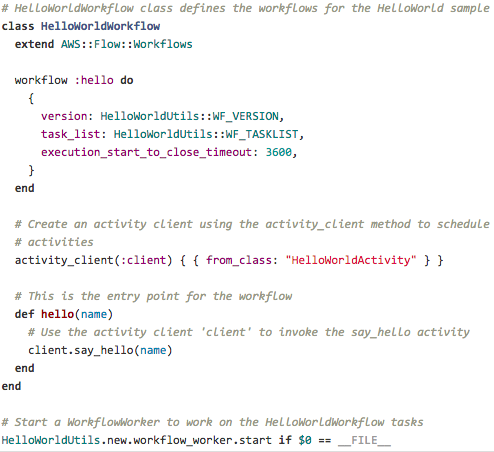 # HelloWorldWorkflow class defines the workflows for the HelloWorld sample
class HelloWorldWorkflow
  extend AWS::Flow::Workflows

  workflow :hello do
    {
      version: HelloWorldUtils::WF_VERSION,
      task_list: HelloWorldUtils::WF_TASKLIST,
      execution_start_to_close_timeout: 3600,
    }
  end

  # Create an activity client using the activity_client method to schedule
  # activities
  activity_client(:client) { { from_class: "HelloWorldActivity" } }

  # This is the entry point for the workflow
  def hello(name)
    # Use the activity client 'client' to invoke the say_hello activity
    client.say_hello(name)
  end
end

# Start a WorkflowWorker to work on the HelloWorldWorkflow tasks
HelloWorldUtils.new.workflow_worker.start if $0 == __FILE__